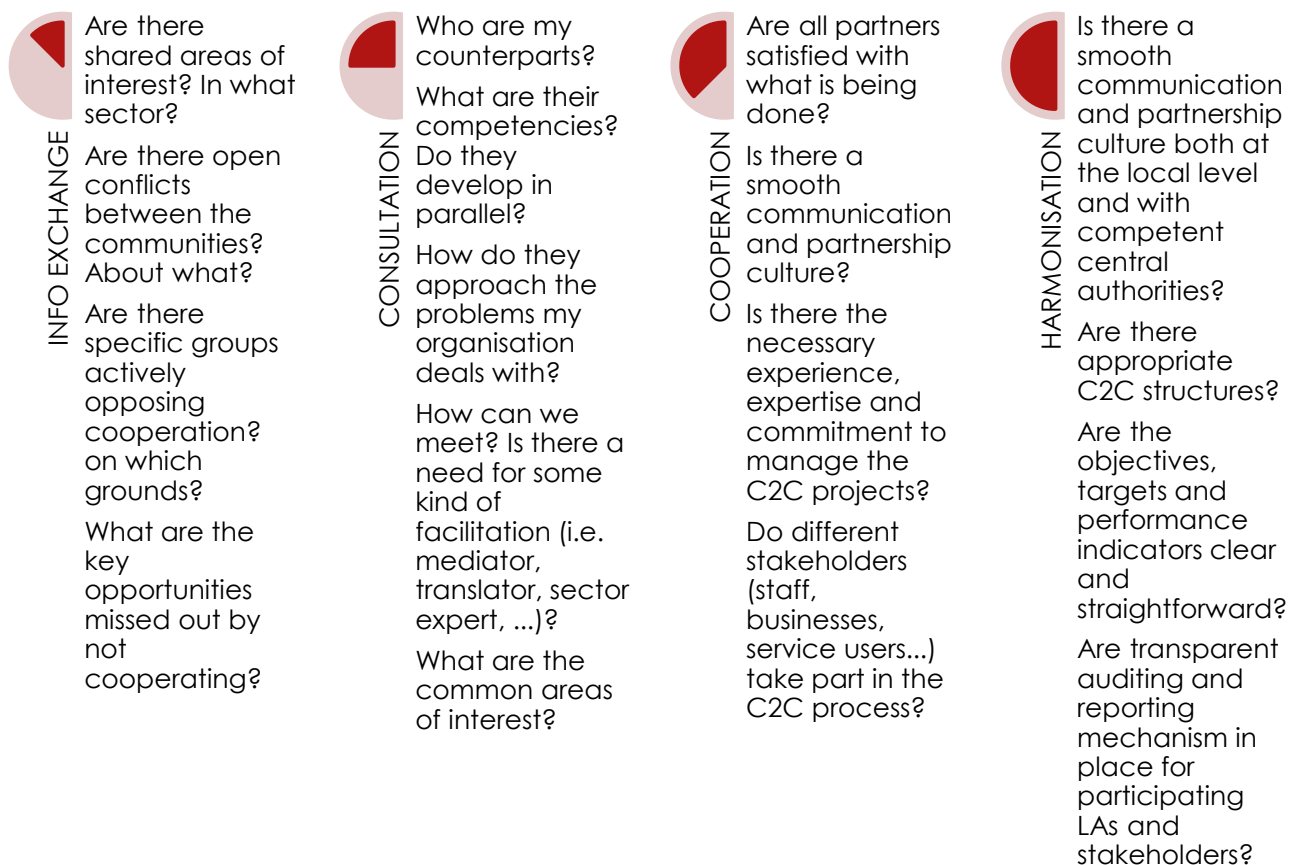 INFO EXCHANGE
Are there
shared areas of
interest? In what
sector?
Are there open
conflicts
between the
communities?
About what?
Are there
specific groups
actively
opposing
cooperation?
on which
grounds?
What are the
key
opportunities
missed out by
not
cooperating?
CONSULTATION
Who are my
counterparts?
What are their
competencies?
Do they
develop in
parallel?
How do they
approach the
problems my
organisation
deals with?
How can we
meet? Is there a
need for some
kind of
facilitation (i.e.
mediator,
translator, sector
expert, ...)?
What are the
common areas
of interest?
COOPERATION
Are all partners
satisfied with
what is being
done?
Is there a
smooth
communication
and partnership
culture?
Is there the
necessary
experience,
expertise and
commitment to
manage the
C2C projects?
Do different
stakeholders
(staff,
businesses,
service users...)
take part in the
C2C process?
HARMONISATION
Is there a
smooth
communication
and partnership
culture both at
the local level
and with
competent
central
authorities?
Are there
appropriate
C2C structures?
Are the
objectives,
targets and
performance
indicators clear
and
straightforward?
Are transparent
auditing and
reporting
mechanism in
place for
participating
LAs and
stakeholders?